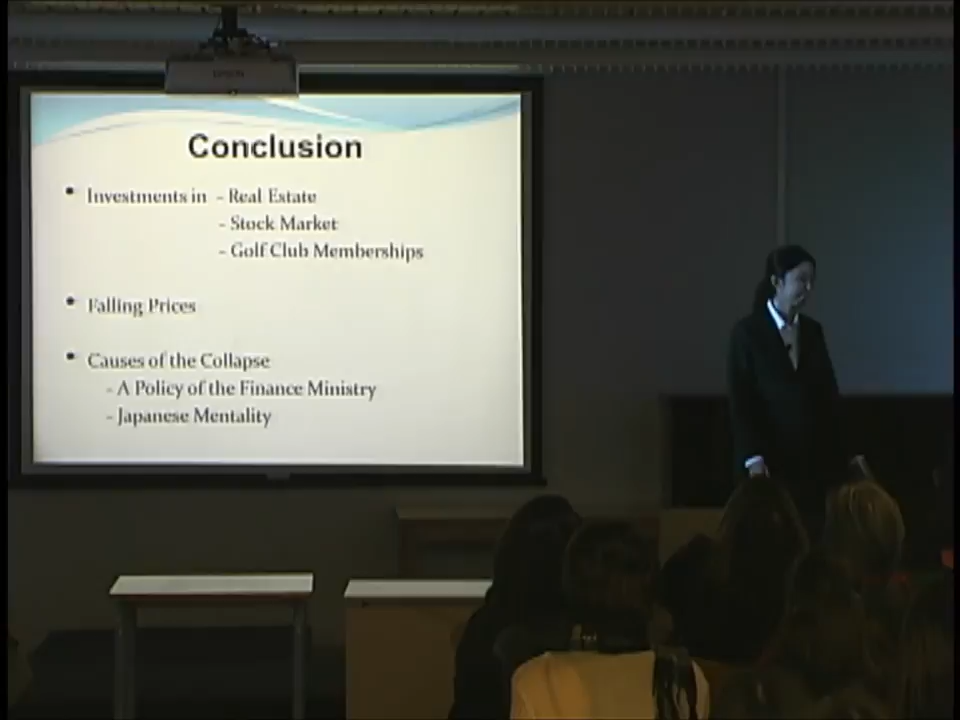 EPSON
Conclusion
• Investments in - Real Estate
- Stock Market
- Golf Club Memberships
• Falling Prices
• Causes of the Collapse
- A Policy of the Finance Ministry
- Japanese Mentality